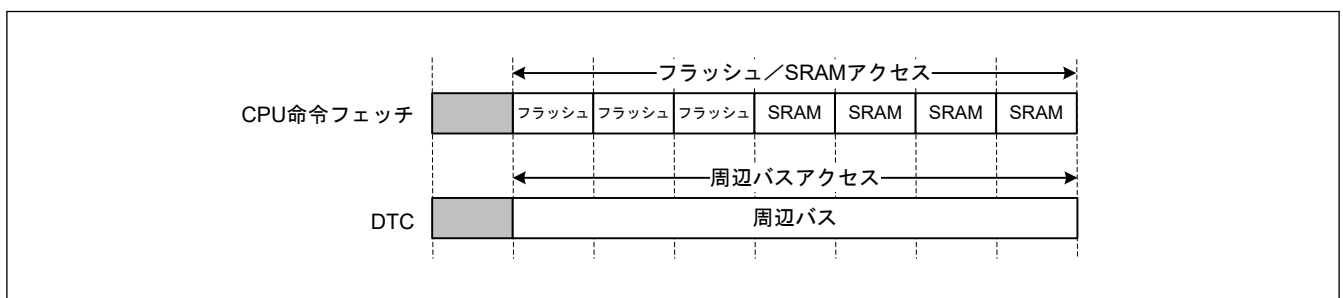 フラッシュ／SRAMアクセス
CPU命令フェッチ フラッシュ フラッシュ フラッシュ SRAM SRAM SRAM SRAM
周辺バスアクセス
DTC 周辺バス